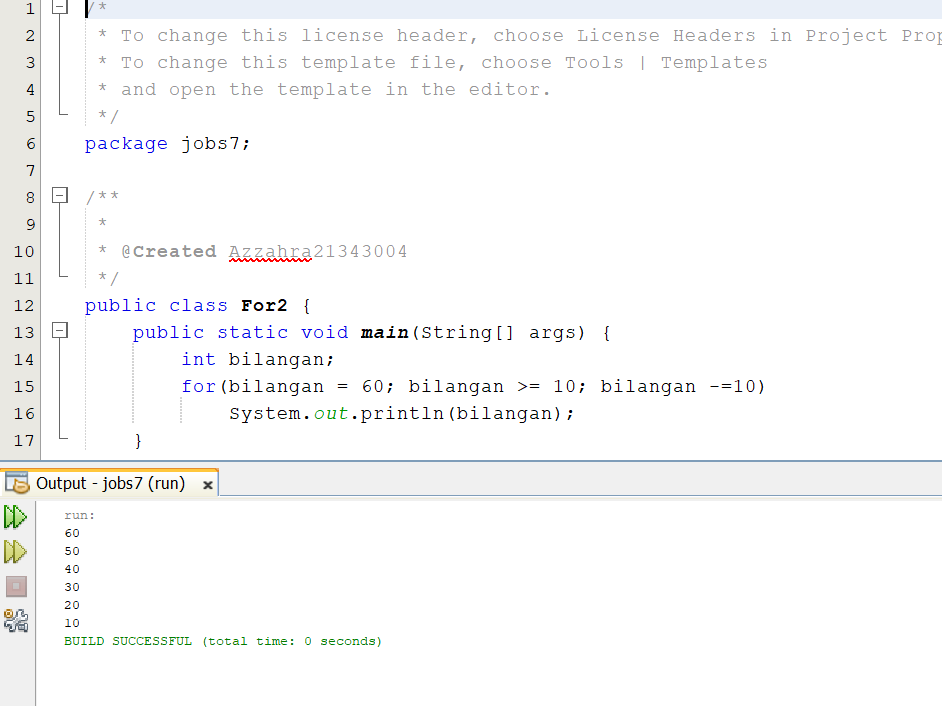 1 /*
2 * To change this license header, choose License Headers in Project Prop
3 * To change this template file, choose Tools | Templates
4 * and open the template in the editor.
5 */
6 package jobs7;
7
8 /**
9 *
10 * @Created Azzahra21343004
11 */
12 public class For2 {
13 public static void main(String[] args) {
14 int bilangan;
15 for(bilangan = 60; bilangan >= 10; bilangan -=10)
16 System.out.println(bilangan);
17 }
Output - jobs7 (run)
run:
60
50
40
30
20
10
BUILD SUCCESSFUL (total time: 0 seconds)